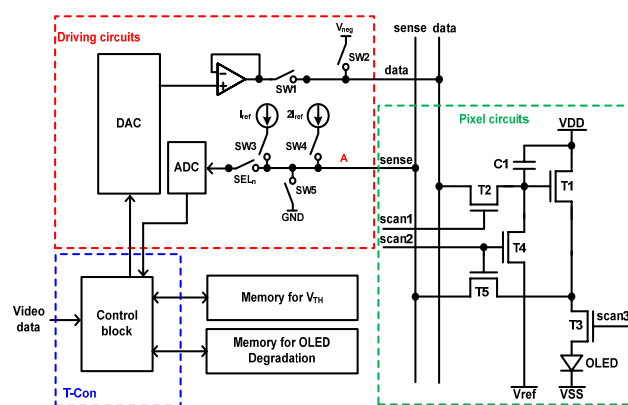 sense data
V_neg
Driving circuits
SW2
SW1
data
DAC
I_ref
2I_ref
SW3
SW4
A
sense
ADC
SEL_n
SW5
GND
Pixel circuits
VDD
C1
T1
T2
scan1
scan2
T4
T5
T3
scan3
OLED
Vref
VSS
Video
data
Control
block
Memory for V_TH
Memory for OLED
Degradation
T-Con